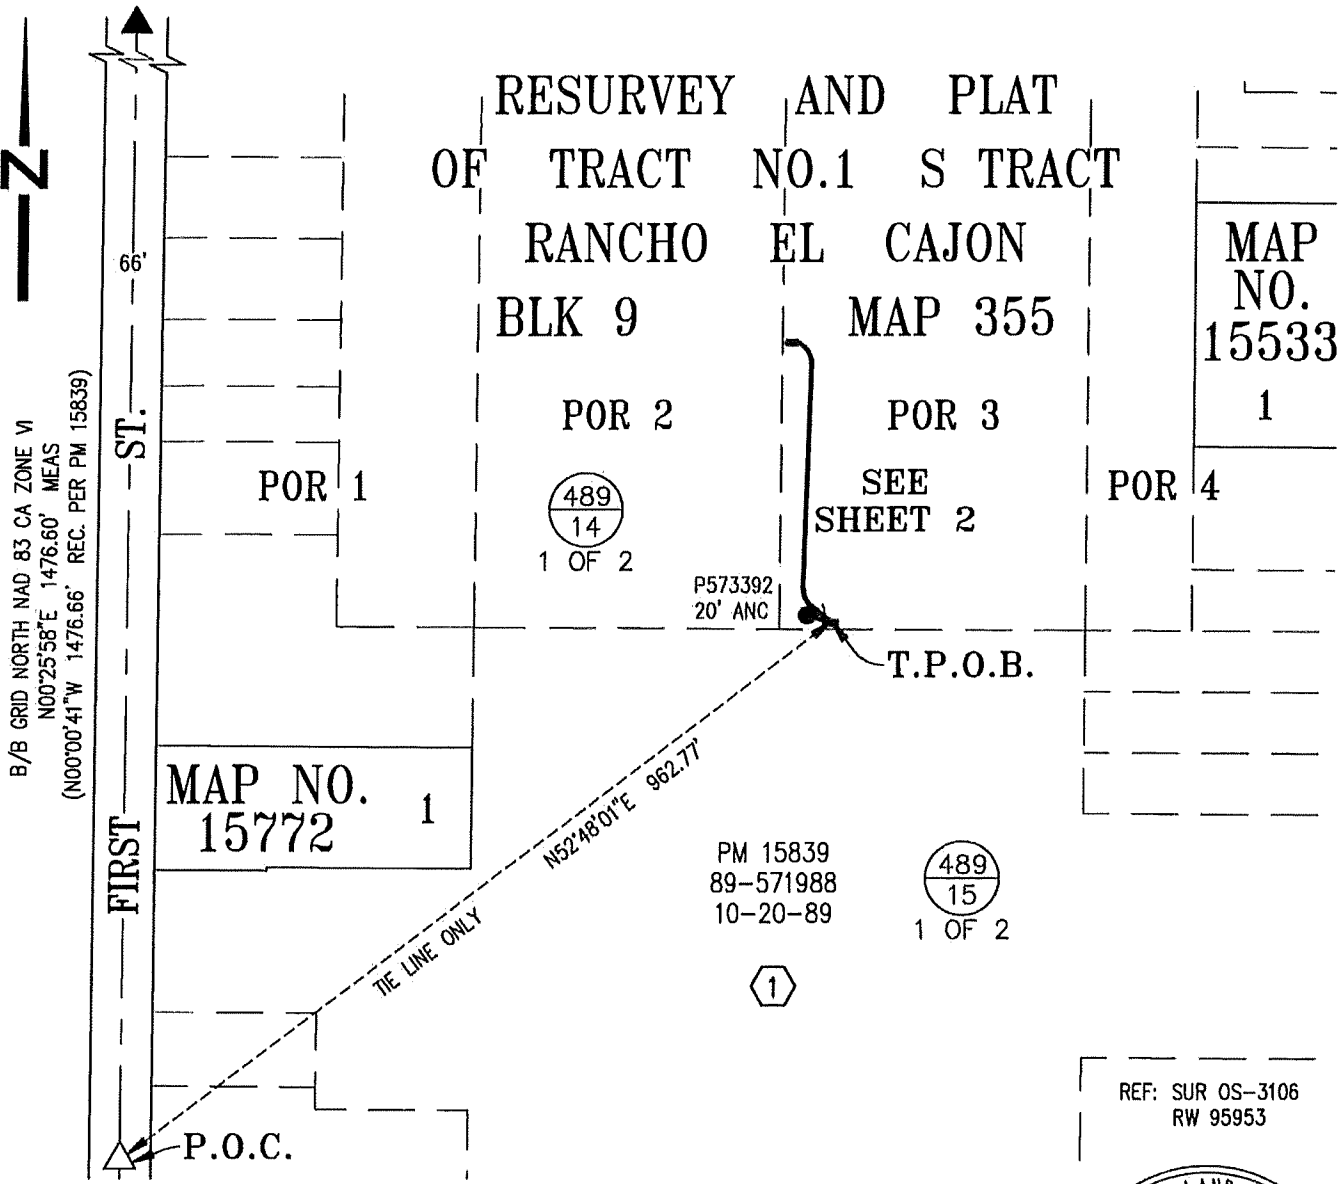 N
66'
RESURVEY AND PLAT
OF TRACT NO.1 S TRACT
RANCHO EL CAJON
BLK 9 MAP 355
MAP
NO.
15533
1
POR 2
POR 3
POR 1
POR 4
SEE
SHEET 2
489
14
1 OF 2
P573392
20' ANC
T.P.O.B.
B/B GRID NORTH NAD 83 CA ZONE VI
N00°25'58"E 1476.60' MEAS
(N00°00'41"W 1476.66' REC. PER PM 15839)
FIRST ST.
MAP NO.
15772
1
N52°48'01"E 962.77'
TIE LINE ONLY
PM 15839
89-571988
10-20-89
489
15
1 OF 2
1
P.O.C.
REF: SUR OS-3106
RW 95953
LAND